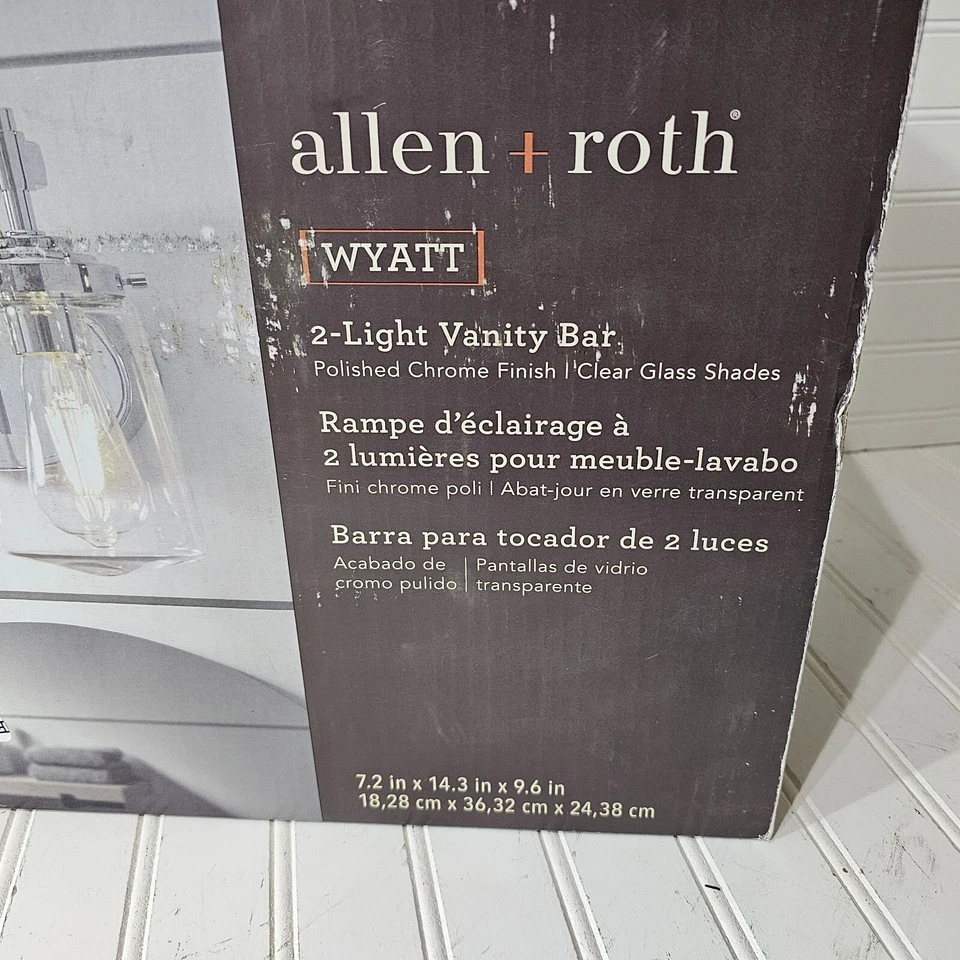 allen + roth®
WYATT
2-Light Vanity Bar
Polished Chrome Finish | Clear Glass Shades
Rampe d'éclairage à
2 lumières pour meuble-lavabo
Fini chrome poli | Abat-jour en verre transparent
Barra para tocador de 2 luces
Acabado de | Pantallas de vidrio
cromo pulido | transparente
7.2 in x 14.3 in x 9.6 in
18,28 cm x 36,32 cm x 24,38 cm